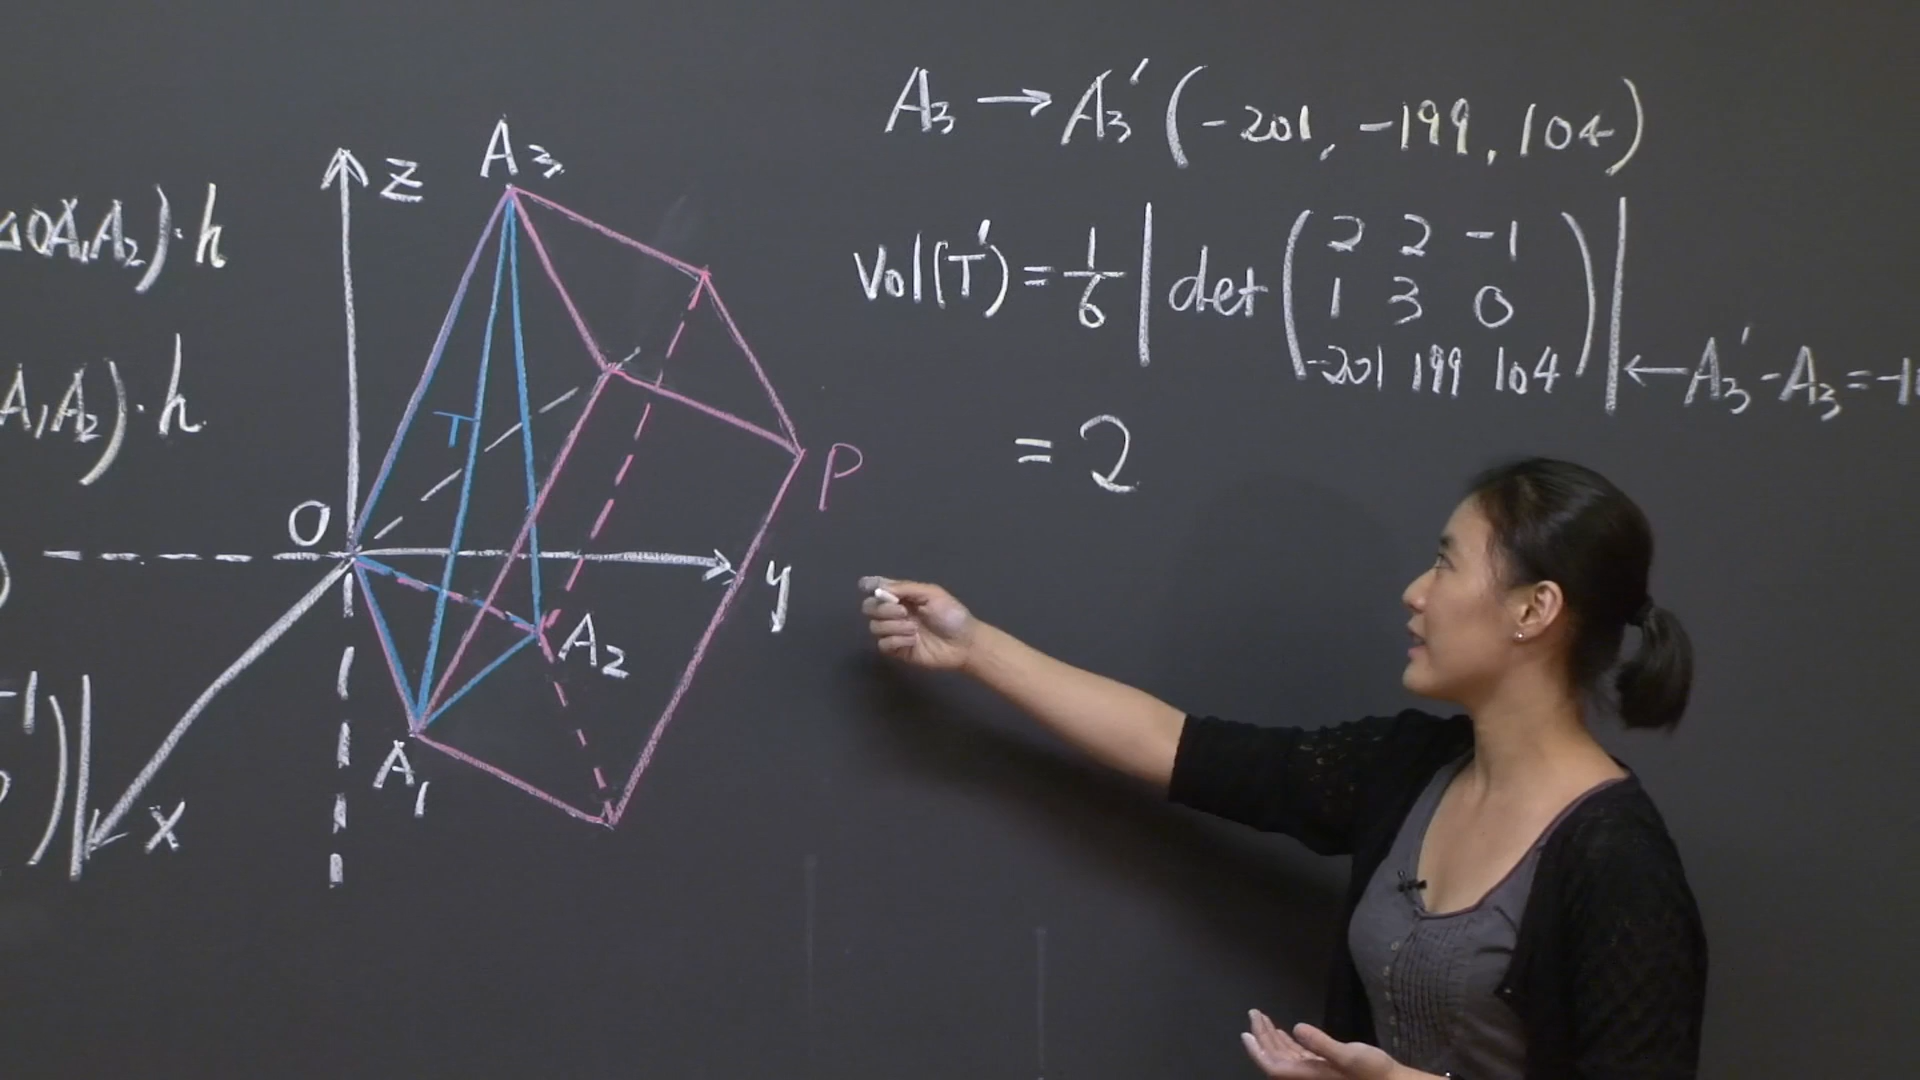 △OA₁A₂)·h
A₁A₂)·h
)
-1
)
z
A₃
T
O
P
y
A₂
A₁
x
A₃ → A₃′ (-201, -199, 104)
Vol(T′) = 1/6 | det ( 2 2 -1
1 3 0
-201 199 104 ) | ← A₃′ - A₃ = -1
= 2